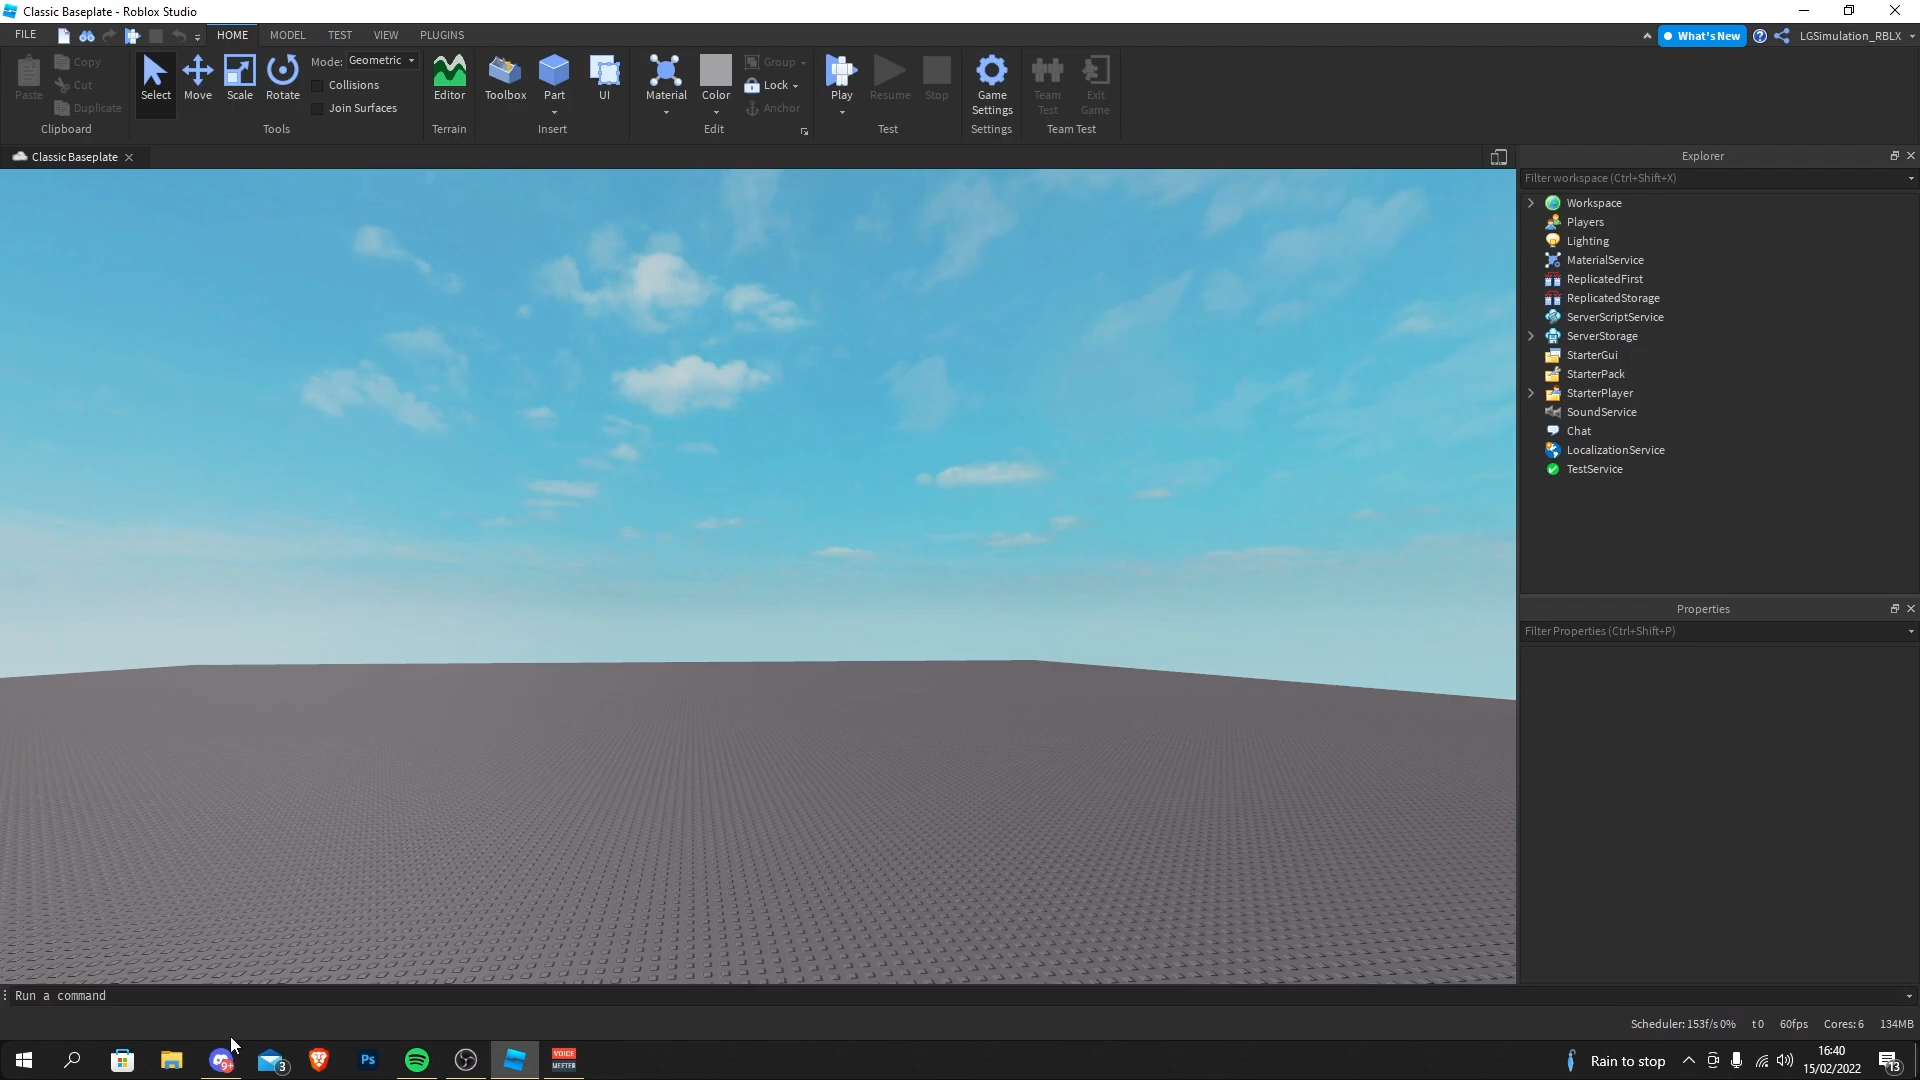 Classic Baseplate - Roblox Studio
FILE
HOME
MODEL
TEST
VIEW
PLUGINS
What's New
LGSimulation_RBLX
Paste
Copy
Cut
Duplicate
Clipboard
Select
Move
Scale
Rotate
Mode: Geometric
Collisions
Join Surfaces
Tools
Editor
Terrain
Toolbox
Part
UI
Insert
Material
Color
Group
Lock
Anchor
Edit
Play
Resume
Stop
Test
Game
Settings
Settings
Team
Test
Exit
Game
Team Test
Classic Baseplate
Explorer
Filter workspace (Ctrl+Shift+X)
Workspace
Players
Lighting
MaterialService
ReplicatedFirst
ReplicatedStorage
ServerScriptService
ServerStorage
StarterGui
StarterPack
StarterPlayer
SoundService
Chat
LocalizationService
TestService
Properties
Filter Properties (Ctrl+Shift+P)
Run a command
Scheduler: 153f/s 0%
t 0
60fps
Cores: 6
134MB
9+
3
Ps
VOICE
MEETER
Rain to stop
16:40
15/02/2022
13